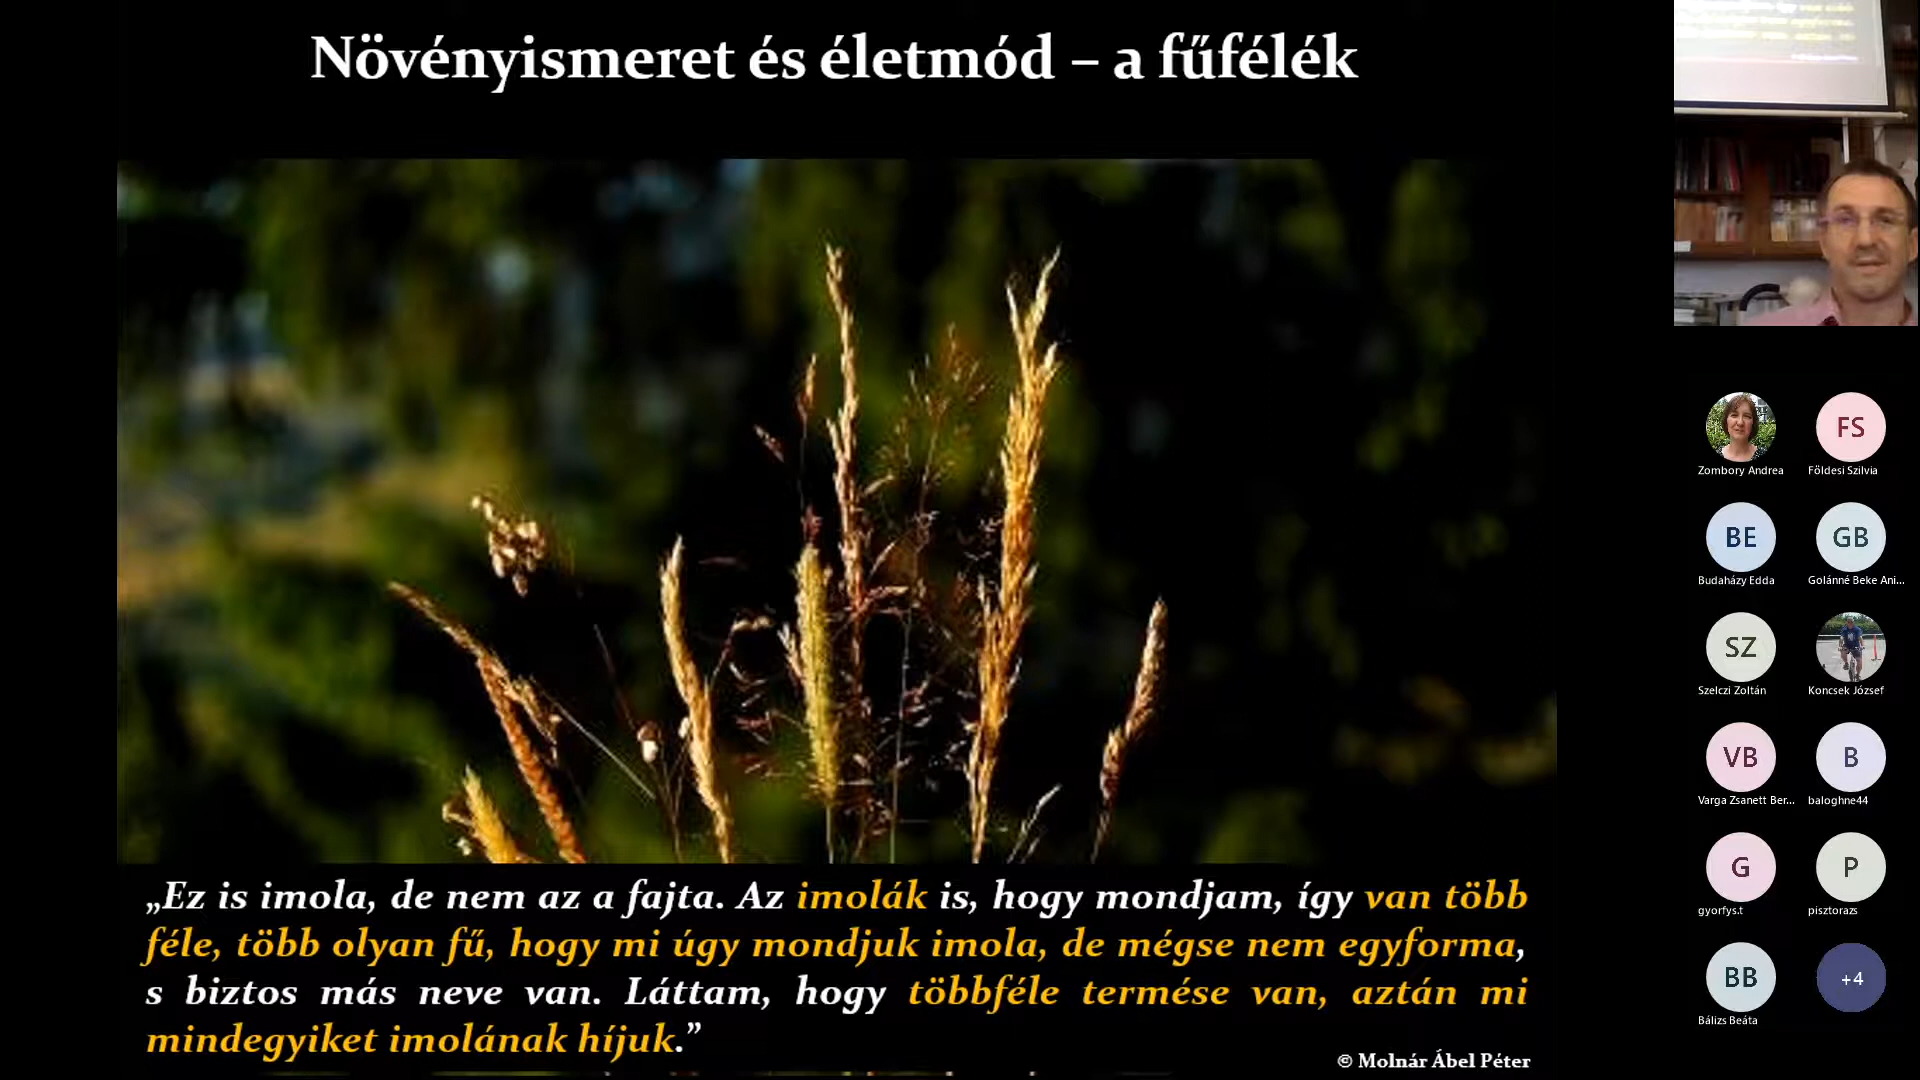 Növényismeret és életmód – a fűfélék
„Ez is imola, de nem az a fajta. Az imolák is, hogy mondjam, így van több
féle, több olyan fű, hogy mi úgy mondjuk imola, de mégse nem egyforma,
s biztos más neve van. Láttam, hogy többféle termése van, aztán mi
mindegyiket imolának híjuk.”
© Molnár Ábel Péter
FS
Zombory Andrea
Földesi Szilvia
BE
GB
Budaházy Edda
Golánné Beke Ani...
SZ
Szelczi Zoltán
Koncsek József
VB
B
Varga Zsanett Ber...
baloghne44
G
P
gyorfys.t
pisztorazs
BB
+4
Bálizs Beáta